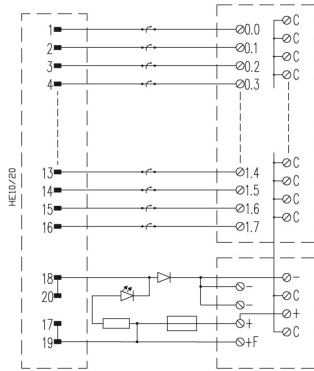 C
1 0.0
C
2 0.1
C
3 0.2
C
4 0.3
HE10/20
C
13 1.4
C
14 1.5
C
15 1.6
C
16 1.7
18 -
-
20 C
-
+
17 +
C
19 +F